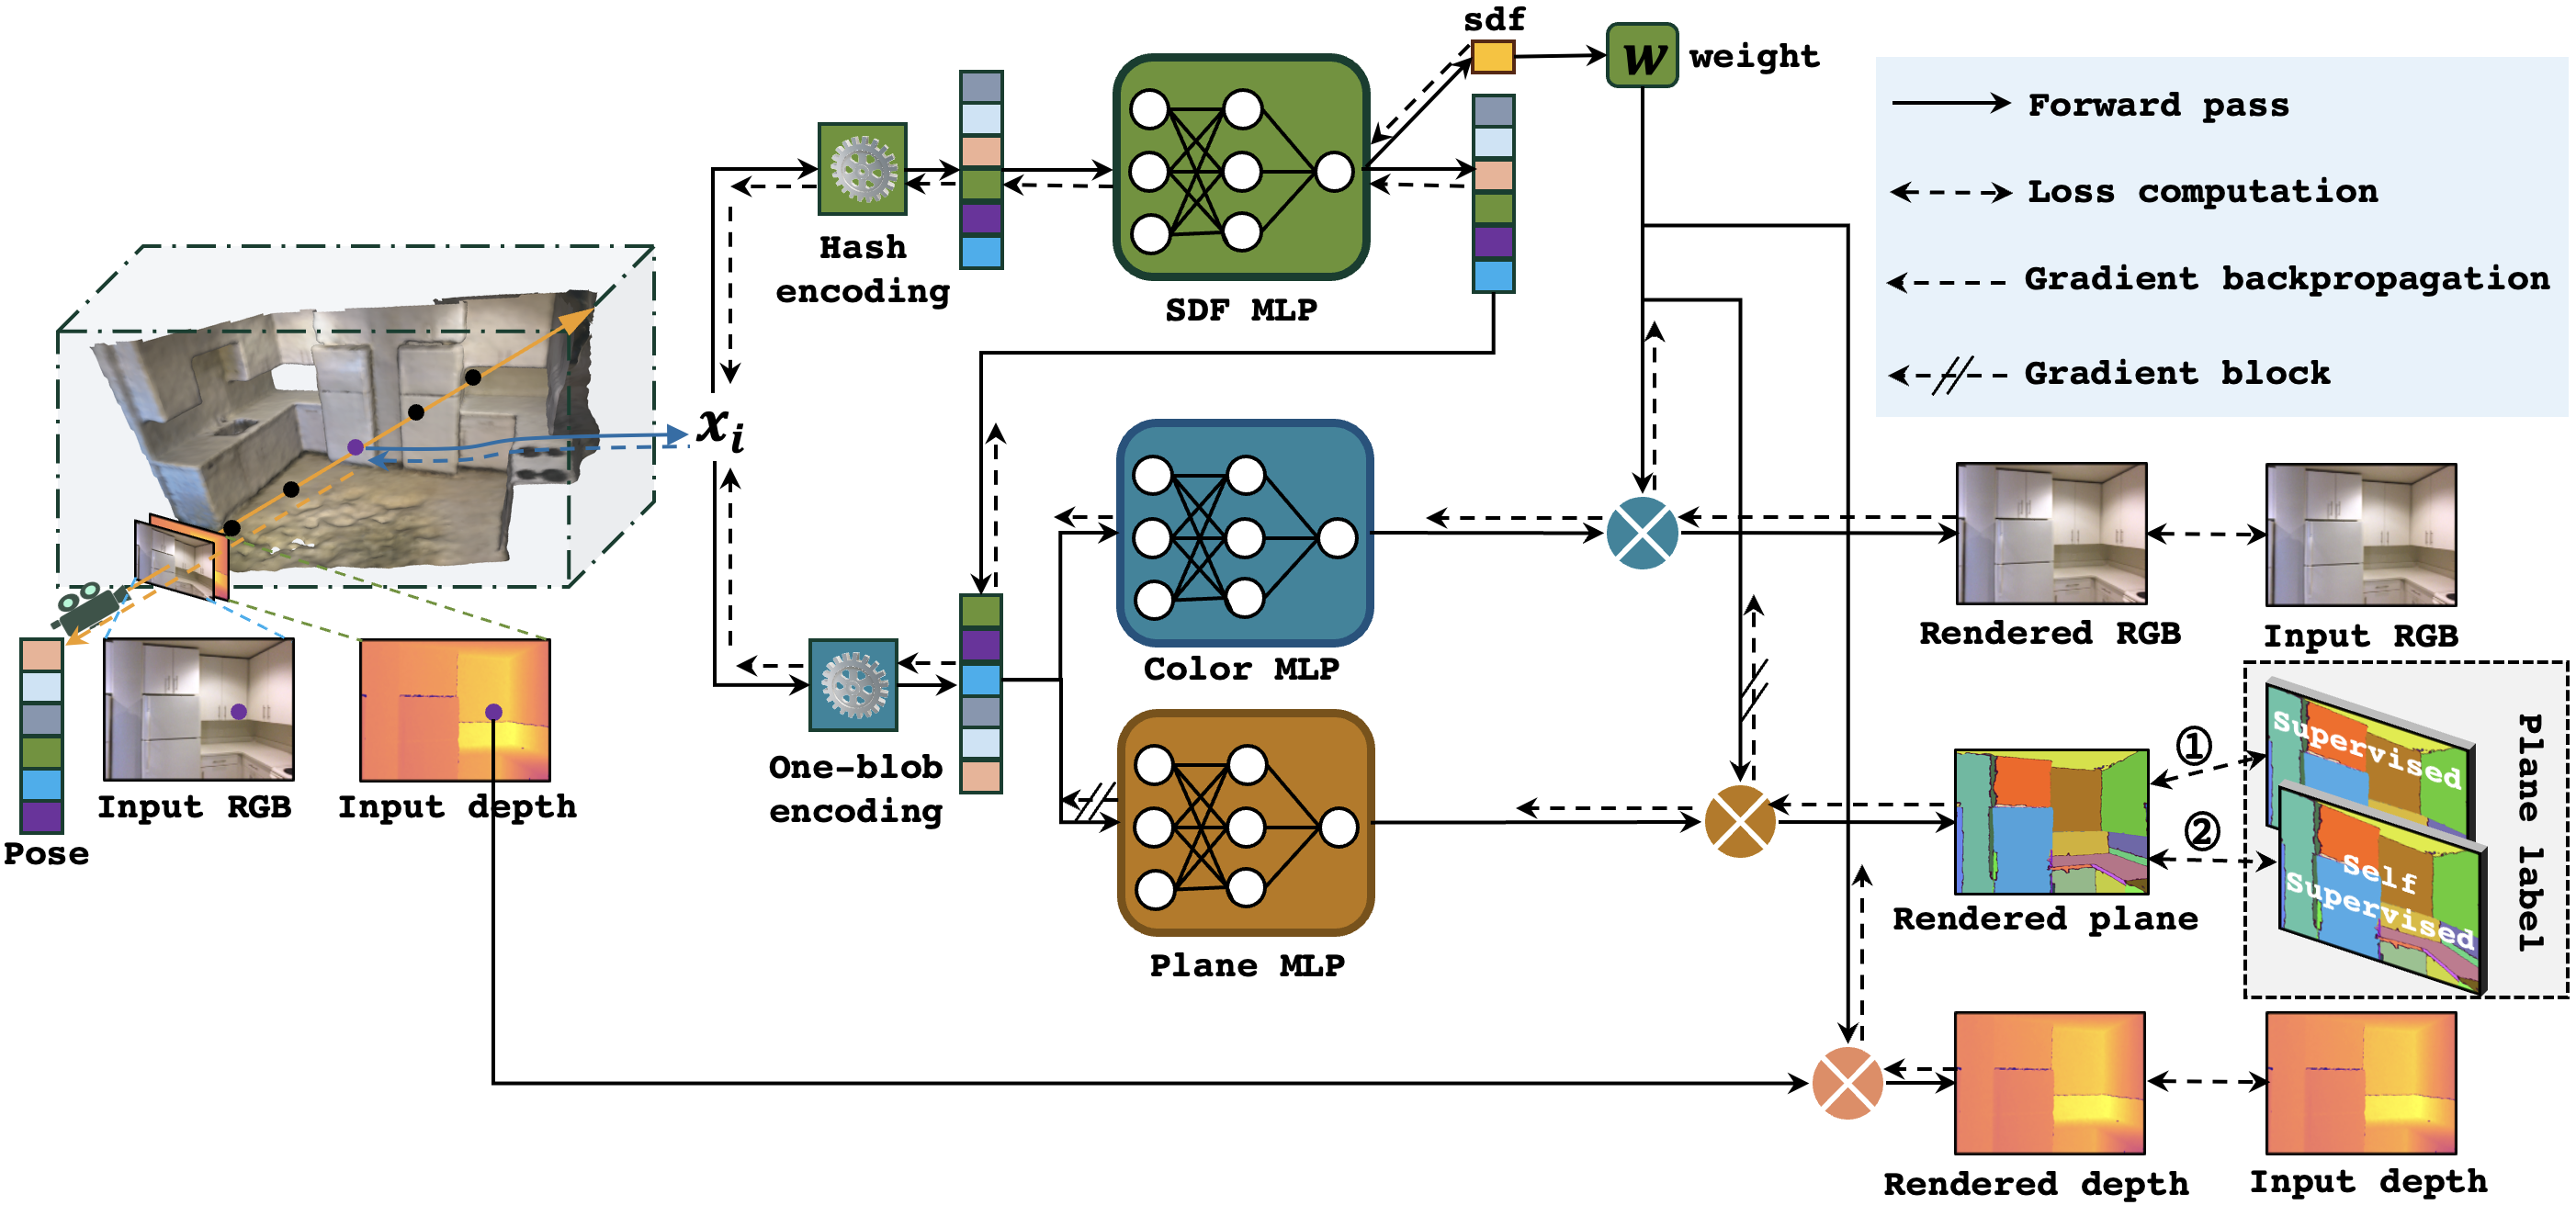 sdf
W
weight
Forward pass
Loss computation
Gradient backpropagation
Gradient block
Hash
encoding
SDF MLP
x_i
Color MLP
One-blob
encoding
Plane MLP
Pose
Input RGB
Input depth
Rendered RGB
Input RGB
①
②
Supervised
Self
Supervised
Plane label
Rendered plane
Rendered depth
Input depth